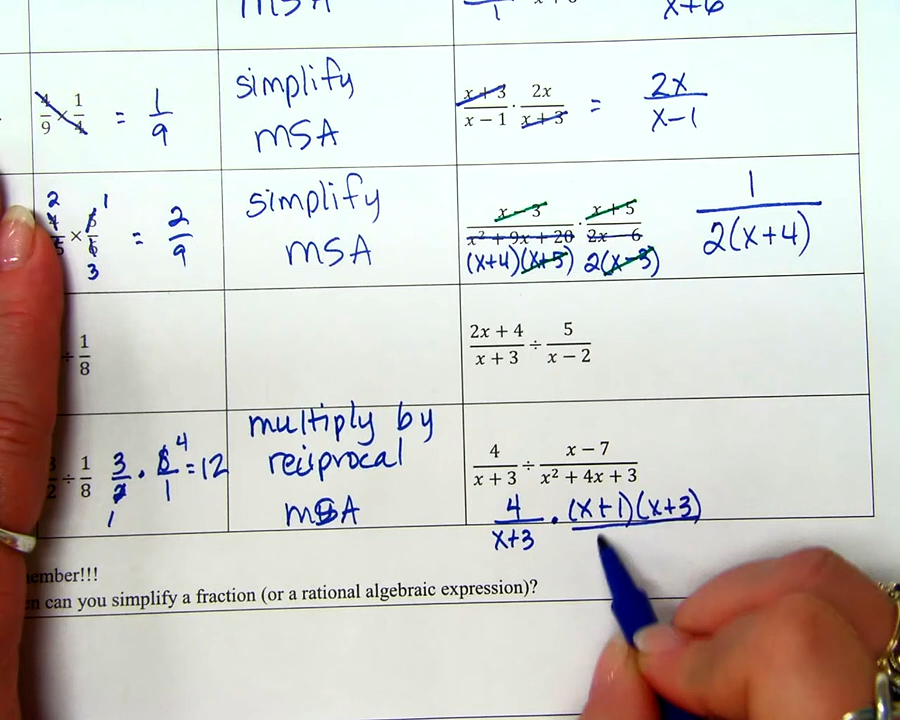 MSA
1
x+6
4/9 × 1/4 = 1/9
simplify
MSA
x + 3/x − 1 · 2x/x + 3 = 2x/x-1
2 1
4/5 × 5/6 = 2/9
3
simplify
MSA
x − 3/x² + 9x + 20 · x + 5/2x − 6
(x+4)(x+5) 2(x-3)
1/2(x+4)
÷ 1/8
2x + 4/x + 3 ÷ 5/x − 2
3/2 ÷ 1/8
3/2 · 8/1 = 12
4
1
multiply by
reciprocal
MSA
4/x + 3 ÷ x − 7/x² + 4x + 3
4/x+3 · (x+1)(x+3)
ember!!!
n can you simplify a fraction (or a rational algebraic expression)?